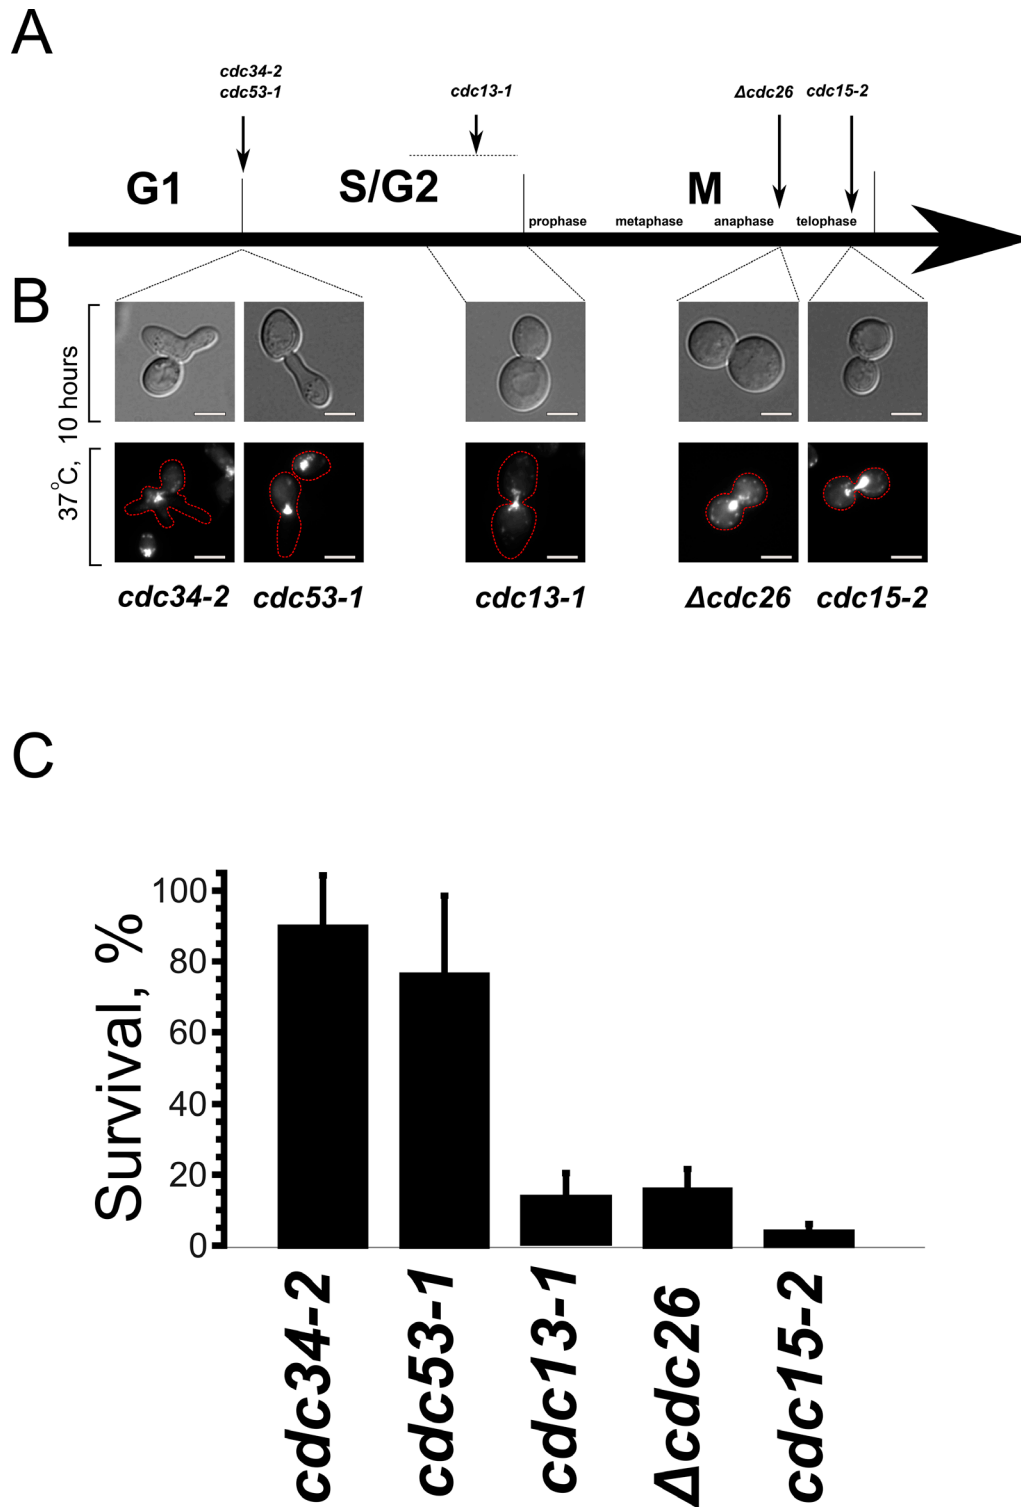 A
cdc34-2
cdc53-1
cdc13-1
Δcdc26
cdc15-2
G1
S/G2
M
prophase
metaphase
anaphase
telophase
B
10 hours
37°C,
cdc34-2
cdc53-1
cdc13-1
Δcdc26
cdc15-2
C
Survival, %
100
80
60
40
20
0
cdc34-2
cdc53-1
cdc13-1
Δcdc26
cdc15-2